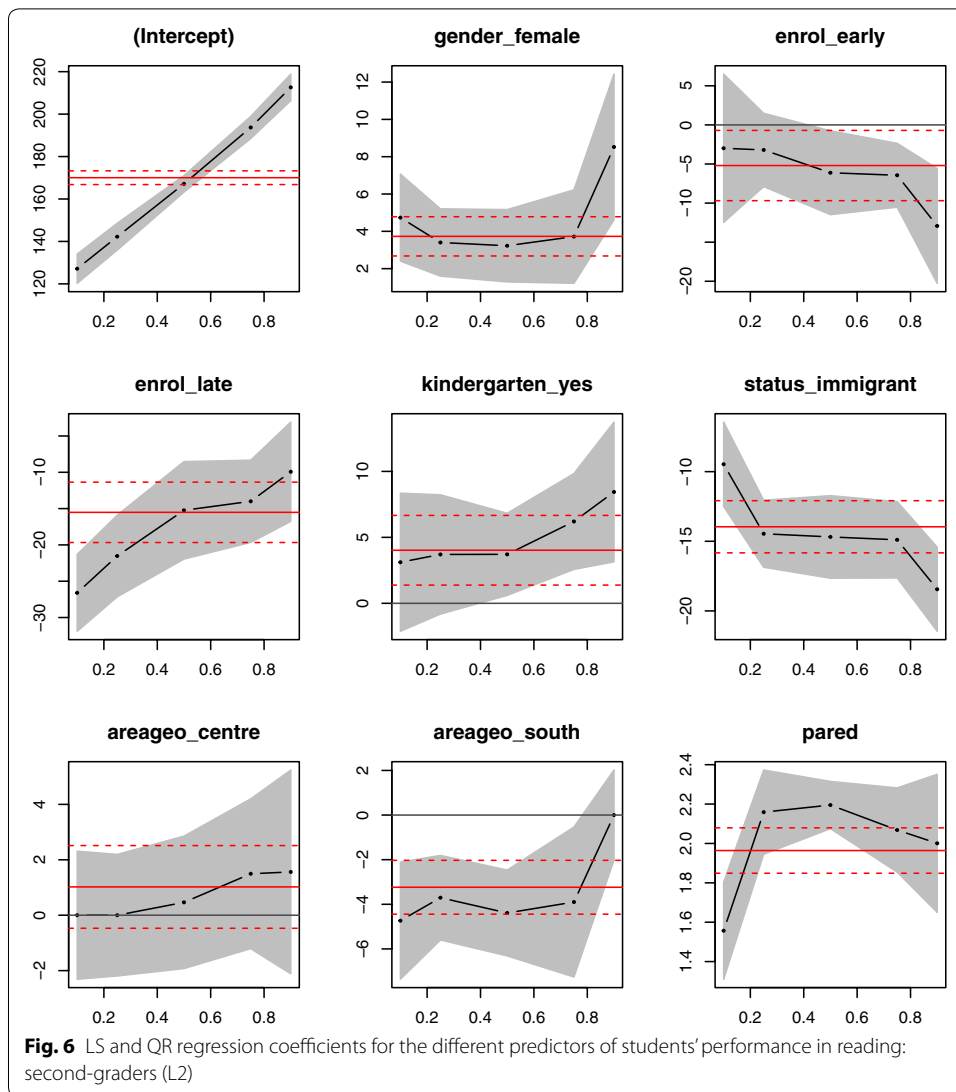 (Intercept)
gender_female
enrol_early
120 140 160 180 200 220
2 4 6 8 10 12
-20 -10 -5 0 5
0.2 0.4 0.6 0.8
0.2 0.4 0.6 0.8
0.2 0.4 0.6 0.8
enrol_late
kindergarten_yes
status_immigrant
-30 -20 -10
0 5 10
-20 -15 -10
0.2 0.4 0.6 0.8
0.2 0.4 0.6 0.8
0.2 0.4 0.6 0.8
areageo_centre
areageo_south
pared
-2 0 2 4
-6 -4 -2 0 2
1.4 1.6 1.8 2.0 2.2 2.4
0.2 0.4 0.6 0.8
0.2 0.4 0.6 0.8
0.2 0.4 0.6 0.8
Fig. 6 LS and QR regression coefficients for the different predictors of students' performance in reading:
second-graders (L2)